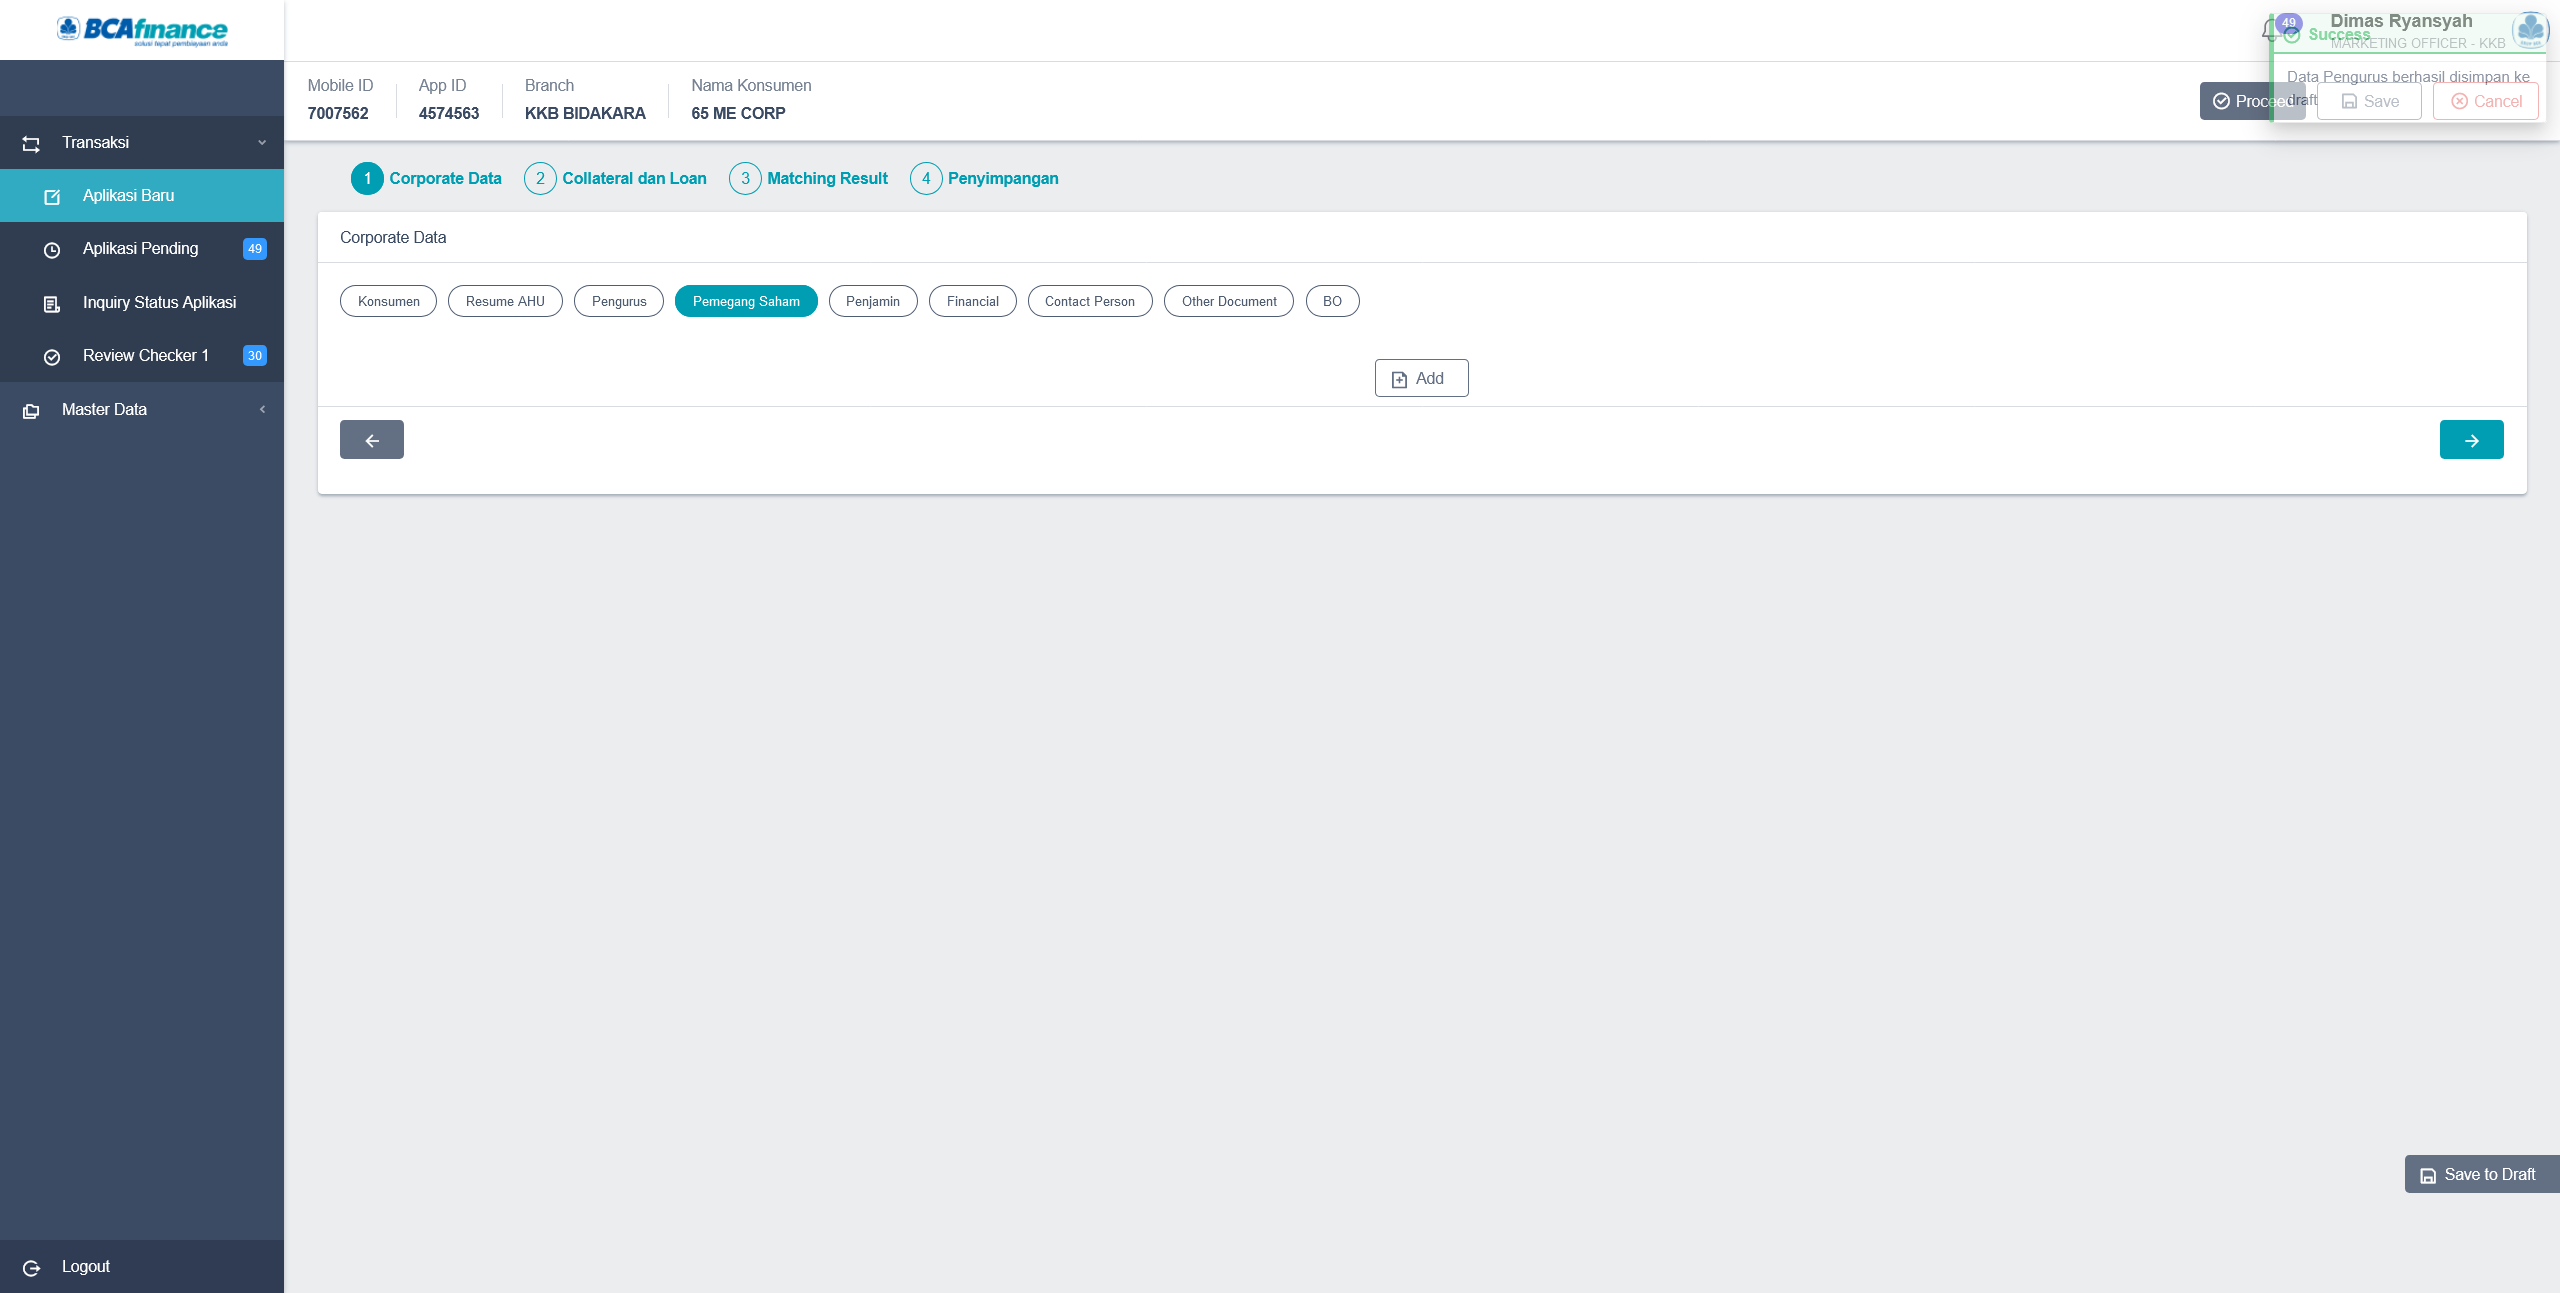 BCAfinance
solusi tepat pembiayaan anda
49
Dimas Ryansyah
MARKETING OFFICER - KKB
Success
Data Pengurus berhasil disimpan ke
draft
Mobile ID
7007562
App ID
4574563
Branch
KKB BIDAKARA
Nama Konsumen
65 ME CORP
Proceed
Save
Cancel
Transaksi
Aplikasi Baru
Aplikasi Pending
49
Inquiry Status Aplikasi
Review Checker 1
30
Master Data
1 Corporate Data
2 Collateral dan Loan
3 Matching Result
4 Penyimpangan
Corporate Data
Konsumen
Resume AHU
Pengurus
Pemegang Saham
Penjamin
Financial
Contact Person
Other Document
BO
Add
Save to Draft
Logout